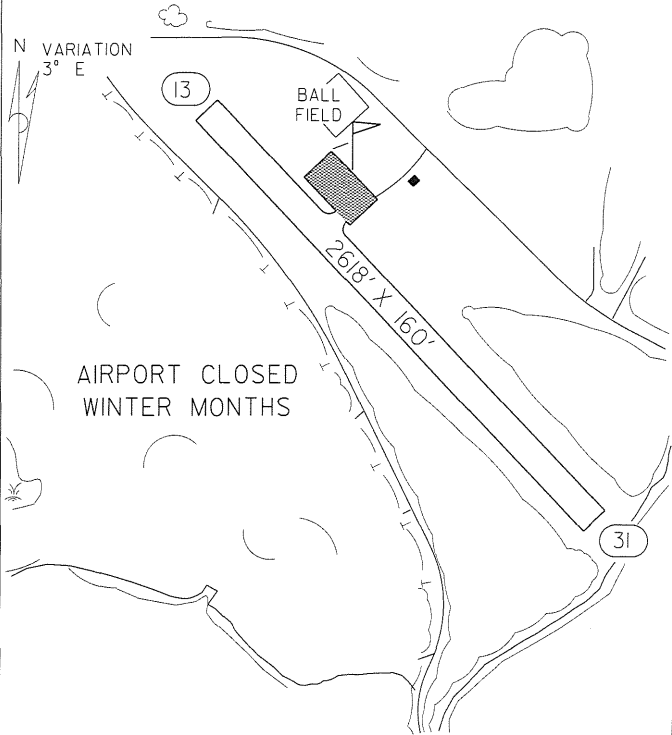 N VARIATION
3° E
13
BALL
FIELD
2618' X 160'
AIRPORT CLOSED
WINTER MONTHS
31